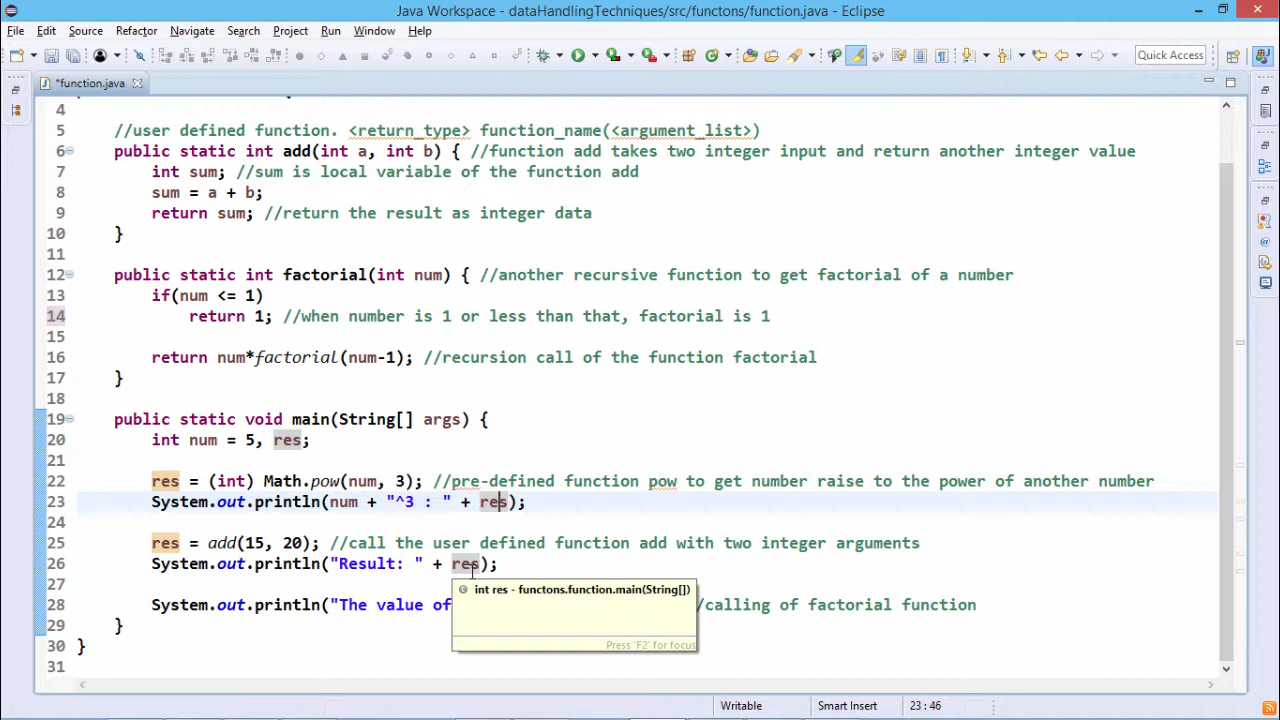 Java Workspace - dataHandlingTechniques/src/functons/function.java - Eclipse
File Edit Source Refactor Navigate Search Project Run Window Help
Quick Access
*function.java
4
5 //user defined function. <return_type> function_name(<argument_list>)
6 public static int add(int a, int b) { //function add takes two integer input and return another integer value
7 int sum; //sum is local variable of the function add
8 sum = a + b;
9 return sum; //return the result as integer data
10 }
11
12 public static int factorial(int num) { //another recursive function to get factorial of a number
13 if(num <= 1)
14 return 1; //when number is 1 or less than that, factorial is 1
15
16 return num*factorial(num-1); //recursion call of the function factorial
17 }
18
19 public static void main(String[] args) {
20 int num = 5, res;
21
22 res = (int) Math.pow(num, 3); //pre-defined function pow to get number raise to the power of another number
23 System.out.println(num + "^3 : " + res);
24
25 res = add(15, 20); //call the user defined function add with two integer arguments
26 System.out.println("Result: " + res);
27
int res - functons.function.main(String[])
28 System.out.println("The value of /calling of factorial function
29 }
Press 'F2' for focus
30 }
31
Writable Smart Insert 23 : 46